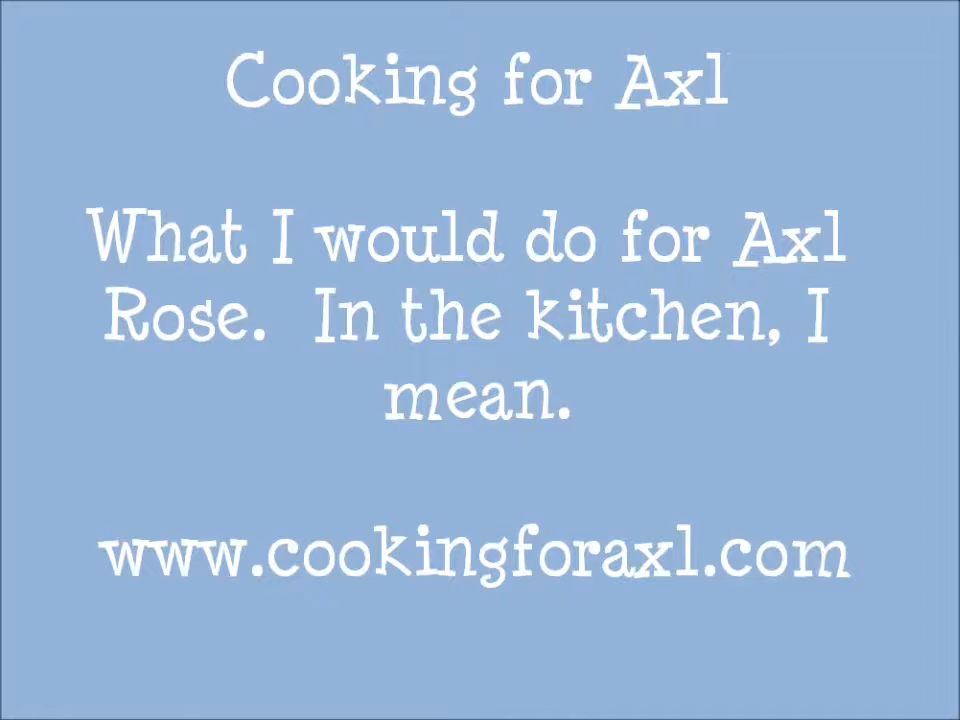 Cooking for Axl
What I would do for Axl
Rose.  In the kitchen, I
mean.
www.cookingforaxl.com